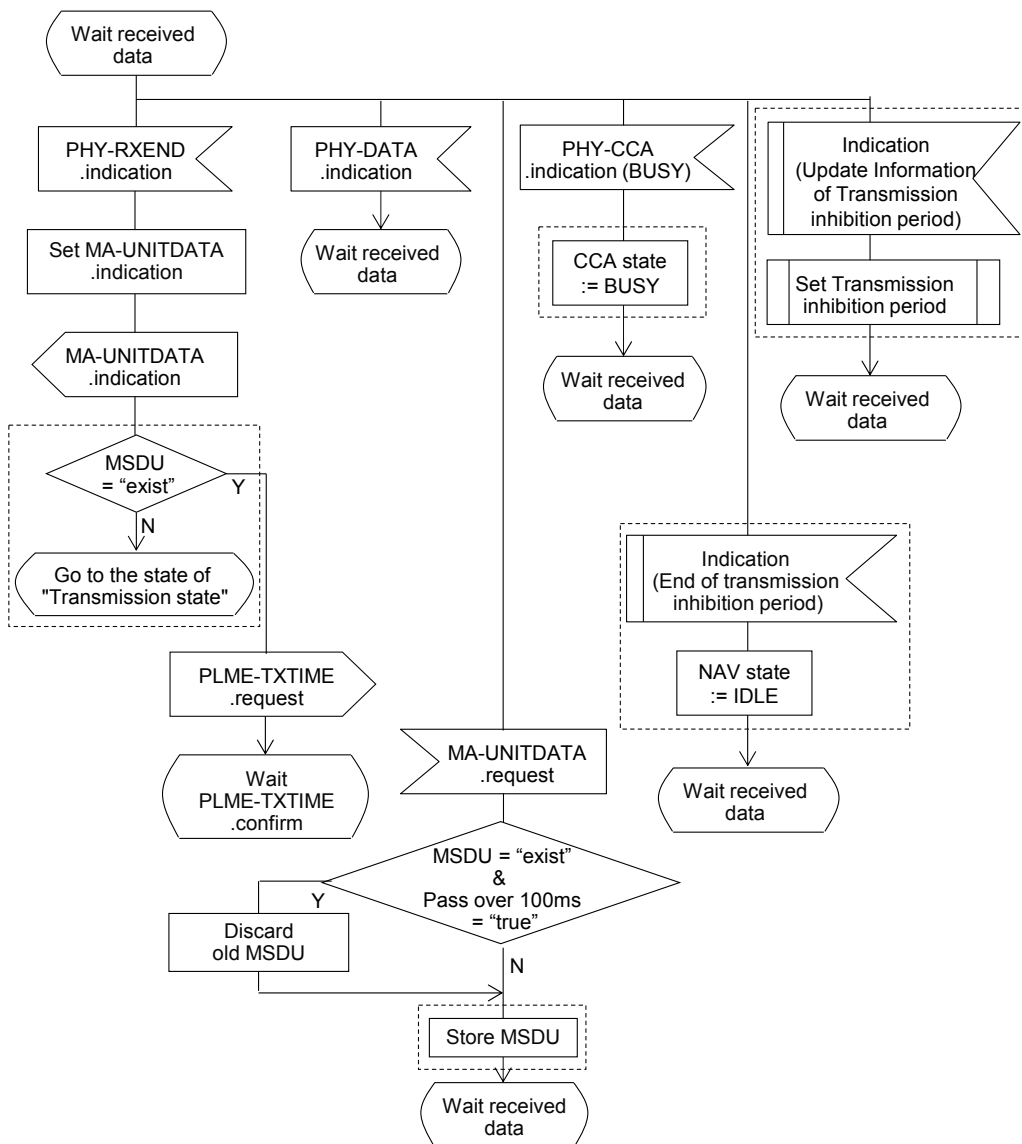 Wait received
data
PHY-RXEND
.indication
PHY-DATA
.indication
PHY-CCA
.indication (BUSY)
Indication
(Update Information
of Transmission
inhibition period)
Set MA-UNITDATA
.indication
Wait received
data
CCA state
:= BUSY
Set Transmission
inhibition period
MA-UNITDATA
.indication
Wait received
data
Wait received
data
MSDU
= “exist”
Y
N
Go to the state of
"Transmission state"
Indication
(End of transmission
inhibition period)
PLME-TXTIME
.request
NAV state
:= IDLE
MA-UNITDATA
.request
Wait
PLME-TXTIME
.confirm
Wait received
data
MSDU = “exist”
&
Pass over 100ms
= “true”
Y
N
Discard
old MSDU
Store MSDU
Wait received
data